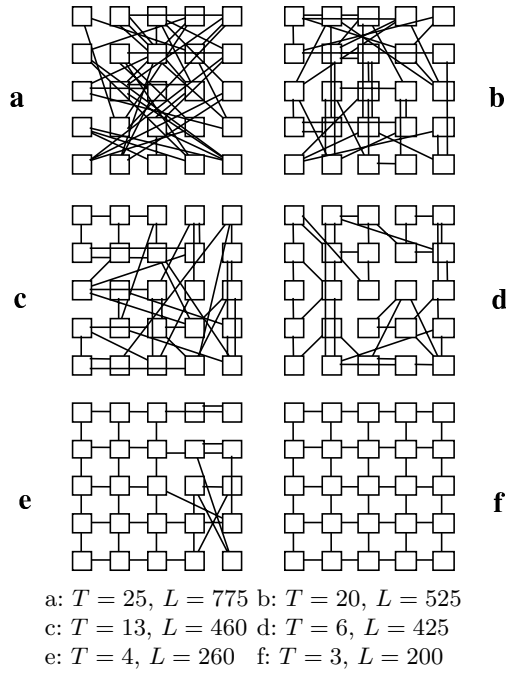 a
b
c
d
e
f
a: T = 25, L = 775 b: T = 20, L = 525
c: T = 13, L = 460 d: T = 6, L = 425
e: T = 4, L = 260 f: T = 3, L = 200